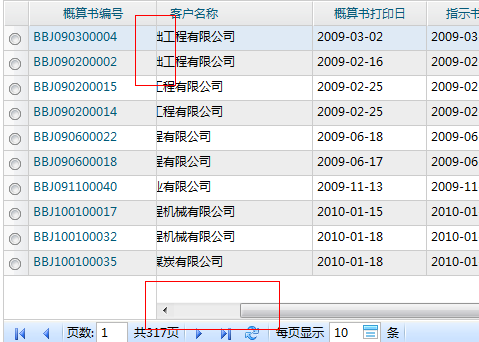 概算书编号 客户名称 概算书打印日 指示书
BBJ090300004 工程有限公司 2009-03-02 2009-03
BBJ090200002 工程有限公司 2009-02-16 2009-02
BBJ090200015 工程有限公司 2009-02-25 2009-02
BBJ090200014 工程有限公司 2009-02-25 2009-02
BBJ090600022 程有限公司 2009-06-18 2009-06
BBJ090600018 程有限公司 2009-06-17 2009-06
BBJ091100040 业有限公司 2009-11-13 2009-11
BBJ100100017 程机械有限公司 2010-01-15 2010-01
BBJ100100032 程机械有限公司 2010-01-18 2010-01
BBJ100100035 煤炭有限公司 2010-01-18 2010-01
页数: 1 共317页 每页显示 10 条